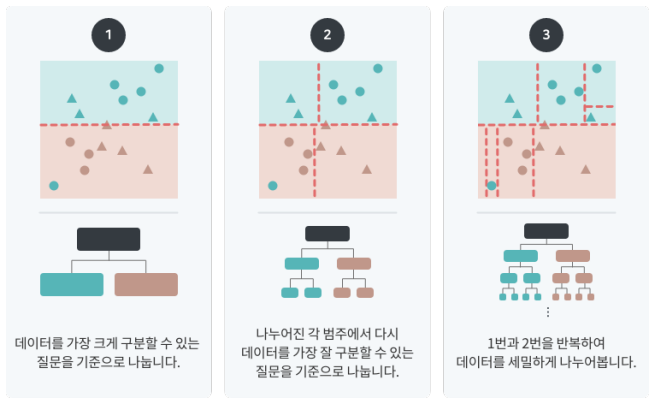 1
데이터를 가장 크게 구분할 수 있는
질문을 기준으로 나눕니다.
2
나누어진 각 범주에서 다시
데이터를 가장 잘 구분할 수 있는
질문을 기준으로 나눕니다.
3
1번과 2번을 반복하여
데이터를 세밀하게 나누어봅니다.